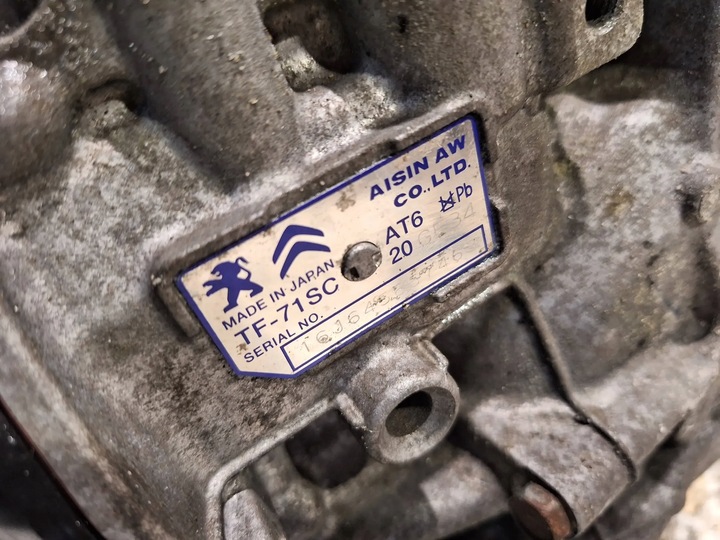 AISIN AW
CO.,LTD.
AT6 Pb
20
MADE IN JAPAN
TF-71SC
SERIAL NO.